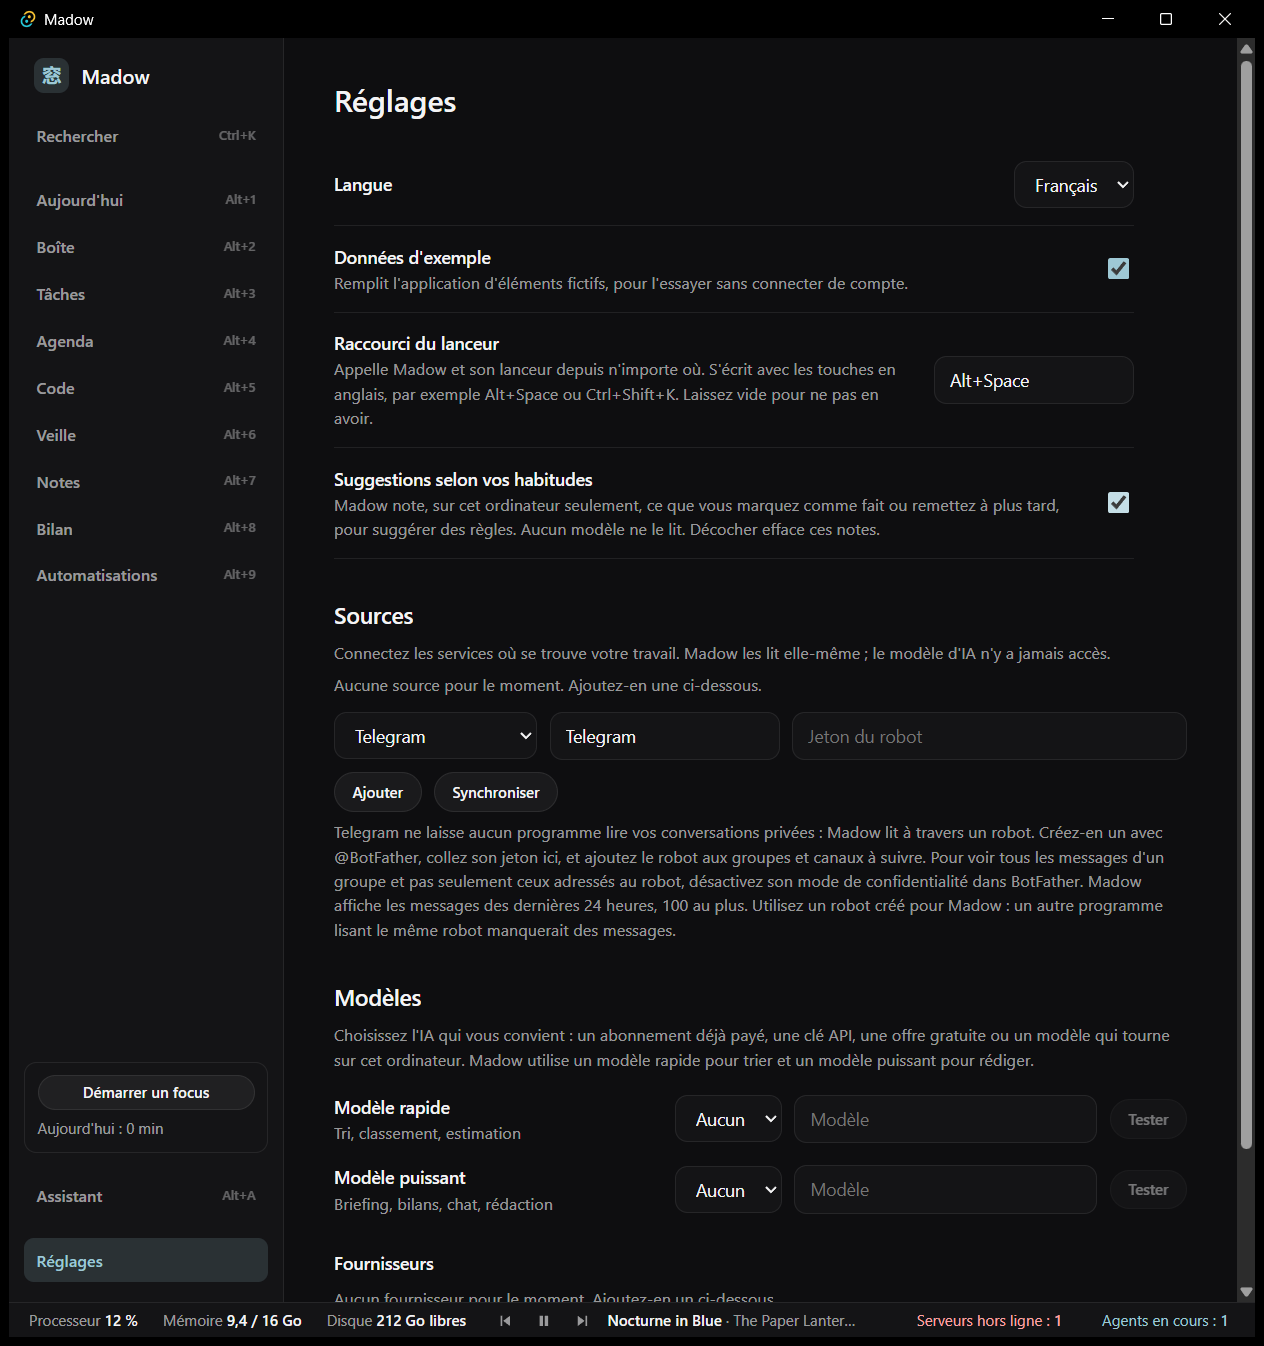 Madow
窓 Madow
Rechercher Ctrl+K
Aujourd'hui Alt+1
Boîte Alt+2
Tâches Alt+3
Agenda Alt+4
Code Alt+5
Veille Alt+6
Notes Alt+7
Bilan Alt+8
Automatisations Alt+9
Démarrer un focus
Aujourd'hui : 0 min
Assistant Alt+A
Réglages
Réglages
Langue
Français
Données d'exemple
Remplit l'application d'éléments fictifs, pour l'essayer sans connecter de compte.
Raccourci du lanceur
Appelle Madow et son lanceur depuis n'importe où. S'écrit avec les touches en
anglais, par exemple Alt+Space ou Ctrl+Shift+K. Laissez vide pour ne pas en
avoir.
Alt+Space
Suggestions selon vos habitudes
Madow note, sur cet ordinateur seulement, ce que vous marquez comme fait ou remettez à plus tard,
pour suggérer des règles. Aucun modèle ne le lit. Décocher efface ces notes.
Sources
Connectez les services où se trouve votre travail. Madow les lit elle-même ; le modèle d'IA n'y a jamais accès.
Aucune source pour le moment. Ajoutez-en une ci-dessous.
Telegram Telegram Jeton du robot
Ajouter Synchroniser
Telegram ne laisse aucun programme lire vos conversations privées : Madow lit à travers un robot. Créez-en un avec
@BotFather, collez son jeton ici, et ajoutez le robot aux groupes et canaux à suivre. Pour voir tous les messages d'un
groupe et pas seulement ceux adressés au robot, désactivez son mode de confidentialité dans BotFather. Madow
affiche les messages des dernières 24 heures, 100 au plus. Utilisez un robot créé pour Madow : un autre programme
lisant le même robot manquerait des messages.
Modèles
Choisissez l'IA qui vous convient : un abonnement déjà payé, une clé API, une offre gratuite ou un modèle qui tourne
sur cet ordinateur. Madow utilise un modèle rapide pour trier et un modèle puissant pour rédiger.
Modèle rapide
Tri, classement, estimation
Aucun Modèle Tester
Modèle puissant
Briefing, bilans, chat, rédaction
Aucun Modèle Tester
Fournisseurs
Aucun fournisseur pour le moment. Ajoutez-en un ci-dessous.
Processeur 12 % Mémoire 9,4 / 16 Go Disque 212 Go libres Nocturne in Blue · The Paper Lanter... Serveurs hors ligne : 1 Agents en cours : 1